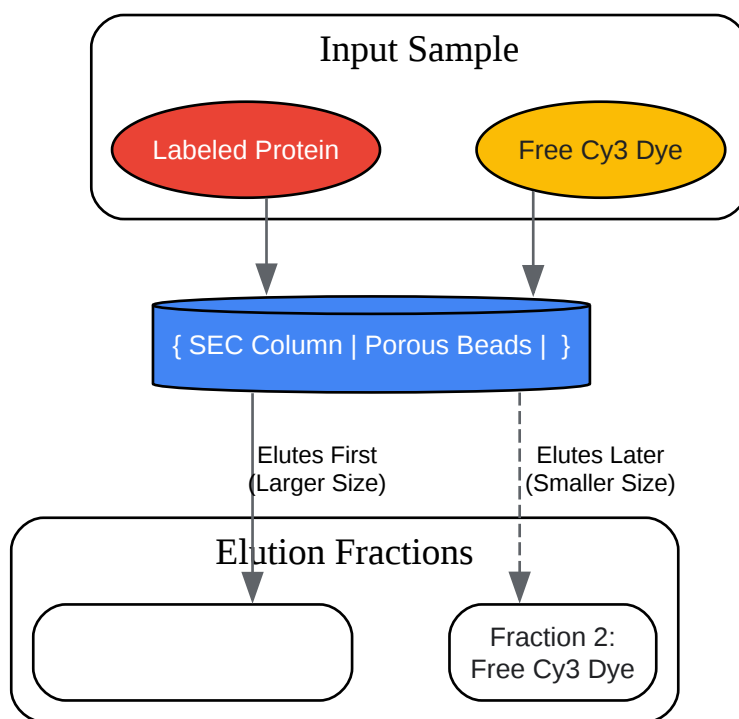 Input Sample
Labeled Protein
Free Cy3 Dye
{ SEC Column | Porous Beads |  }
Elutes First
(Larger Size)
Elutes Later
(Smaller Size)
Elution Fractions
Fraction 2:
Free Cy3 Dye